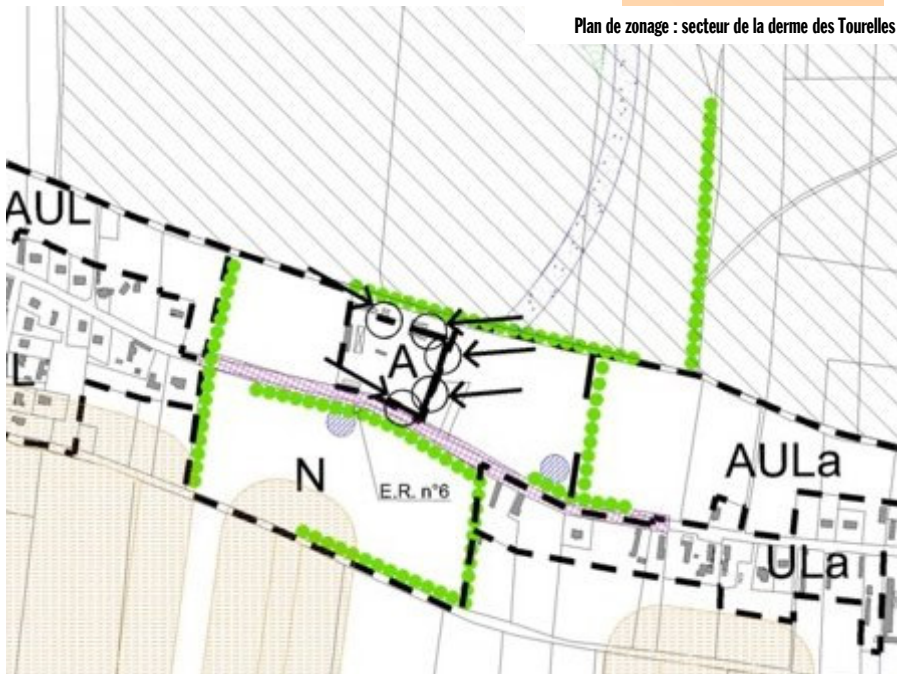 Plan de zonage : secteur de la derme des Tourelles
AUL
A
L
N
E.R. n°6
AULa
ULa